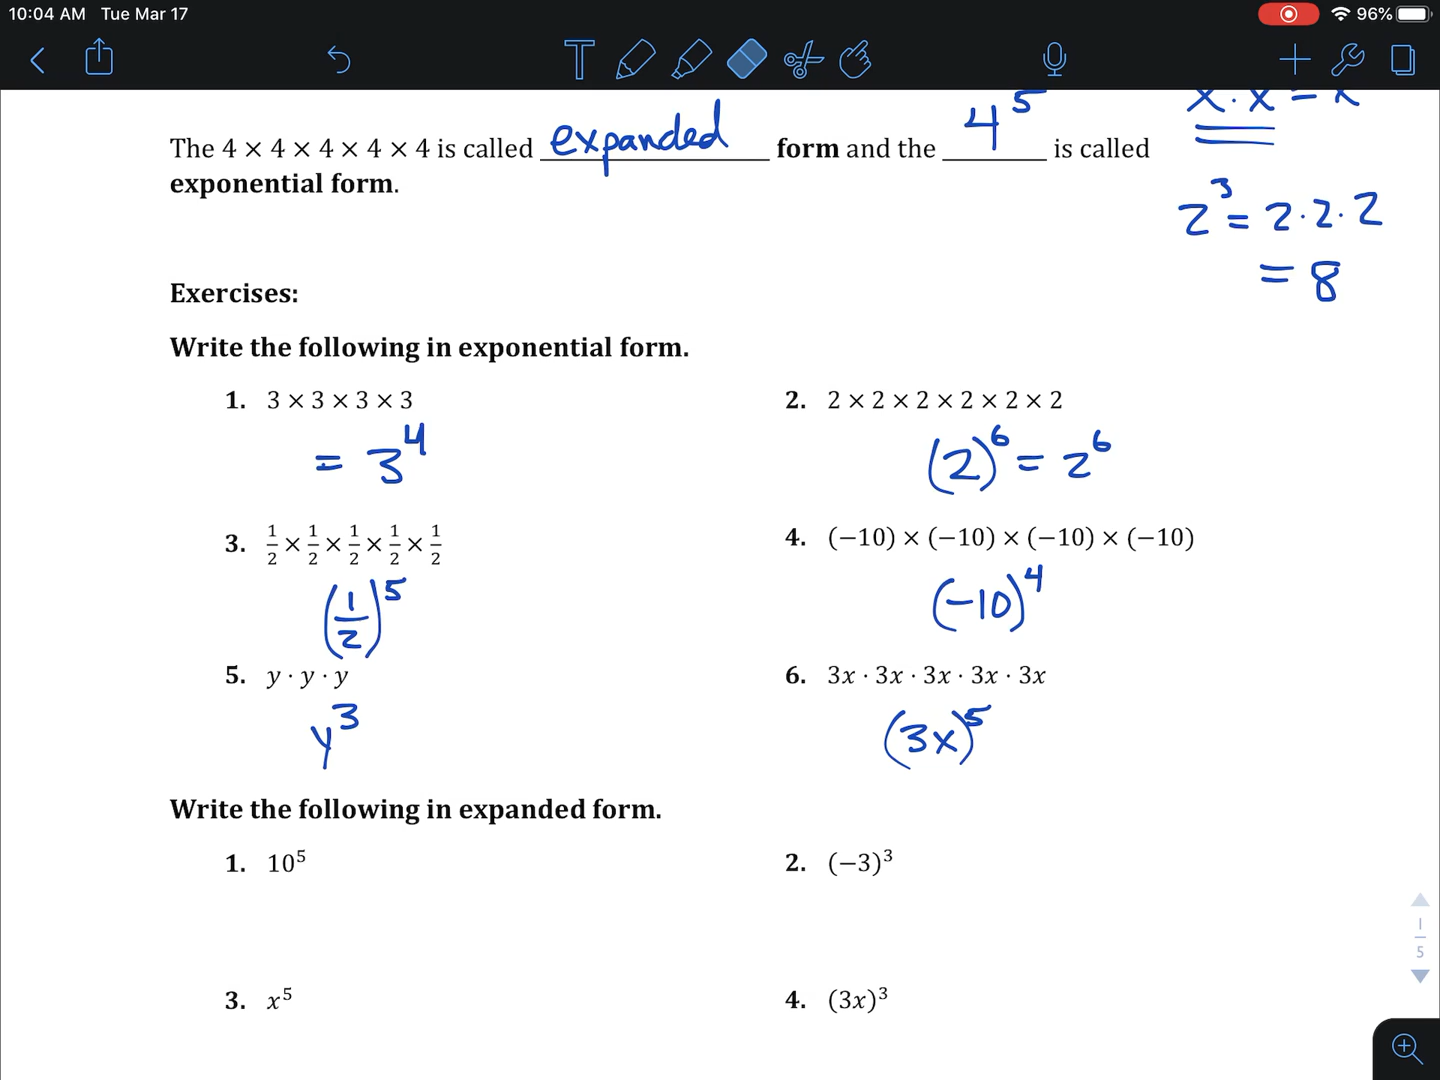 10:04 AM Tue Mar 17
96%
x · x = x
The 4 × 4 × 4 × 4 × 4 is called expanded form and the 4⁵ is called
exponential form.
2³ = 2·2·2
= 8
Exercises:
Write the following in exponential form.
1. 3 × 3 × 3 × 3
2. 2 × 2 × 2 × 2 × 2 × 2
= 3⁴
(2)⁶ = 2⁶
3. 1/2 × 1/2 × 1/2 × 1/2 × 1/2
4. (−10) × (−10) × (−10) × (−10)
(1/2)⁵
(−10)⁴
5. y · y · y
6. 3x · 3x · 3x · 3x · 3x
y³
(3x)⁵
Write the following in expanded form.
1. 10⁵
2. (−3)³
1/5
3. x⁵
4. (3x)³